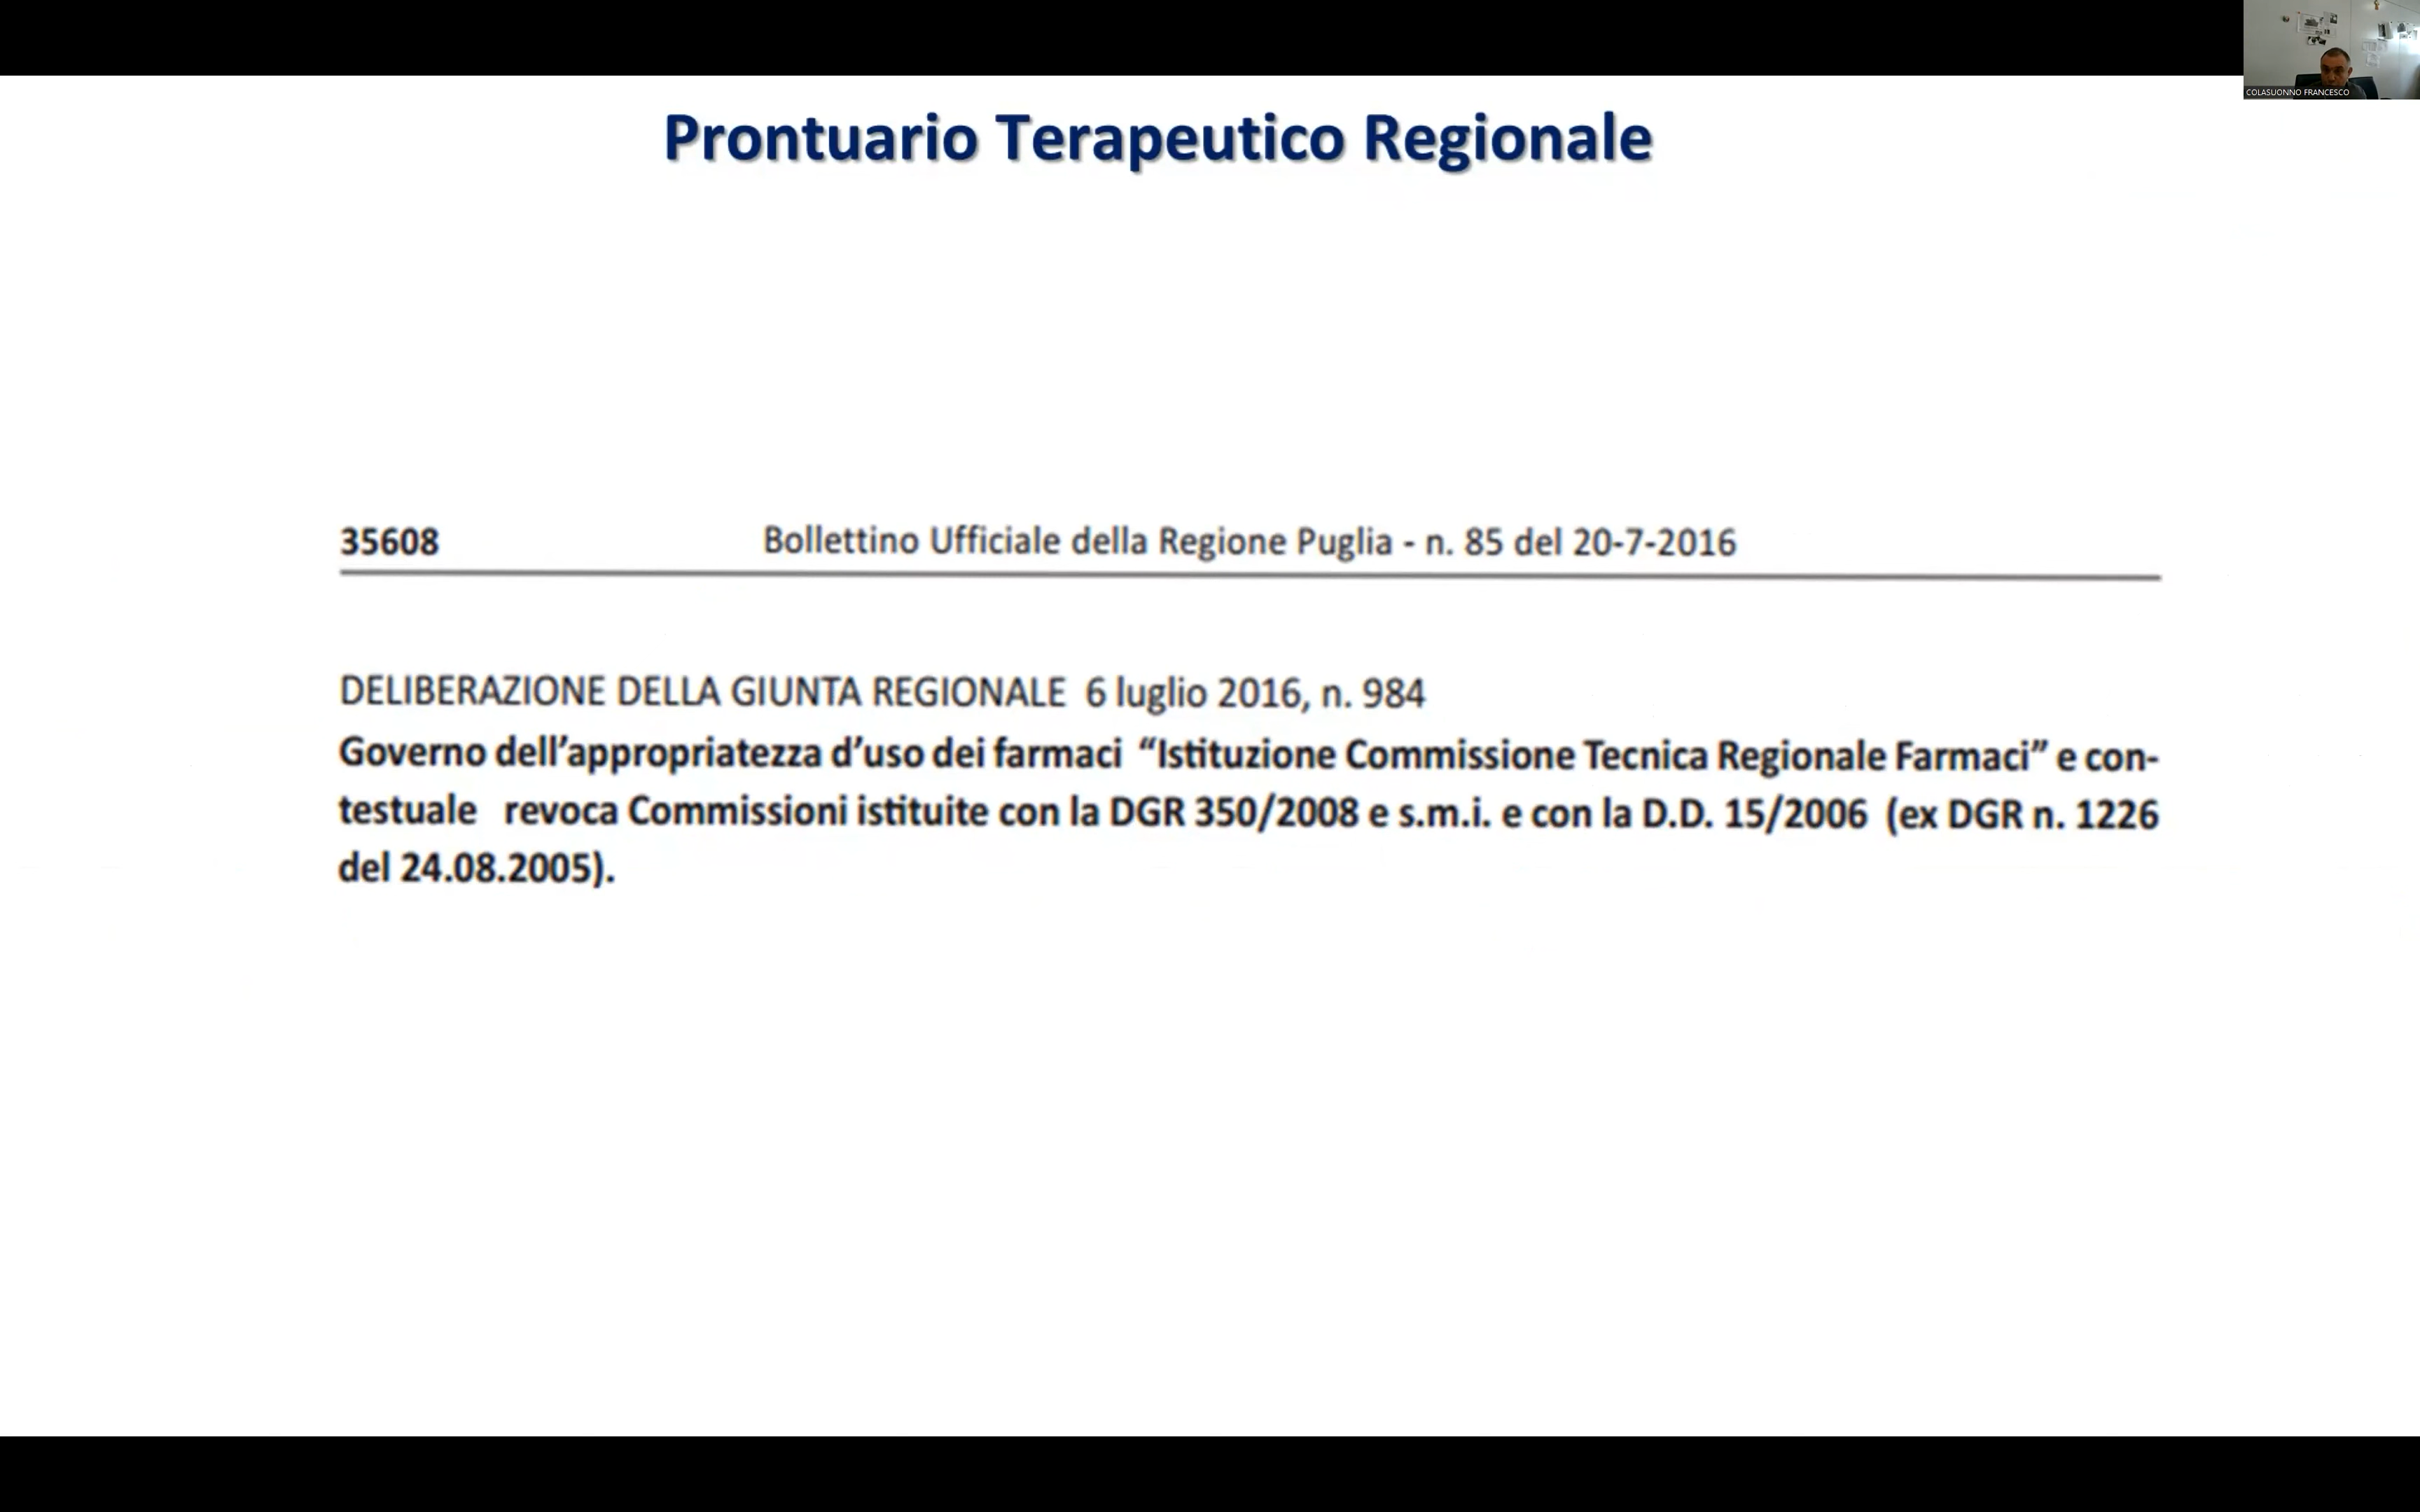 COLASUONNO FRANCESCO
Prontuario Terapeutico Regionale
35608 Bollettino Ufficiale della Regione Puglia - n. 85 del 20-7-2016
DELIBERAZIONE DELLA GIUNTA REGIONALE 6 luglio 2016, n. 984
Governo dell’appropriatezza d’uso dei farmaci “Istituzione Commissione Tecnica Regionale Farmaci” e con-
testuale revoca Commissioni istituite con la DGR 350/2008 e s.m.i. e con la D.D. 15/2006 (ex DGR n. 1226
del 24.08.2005).